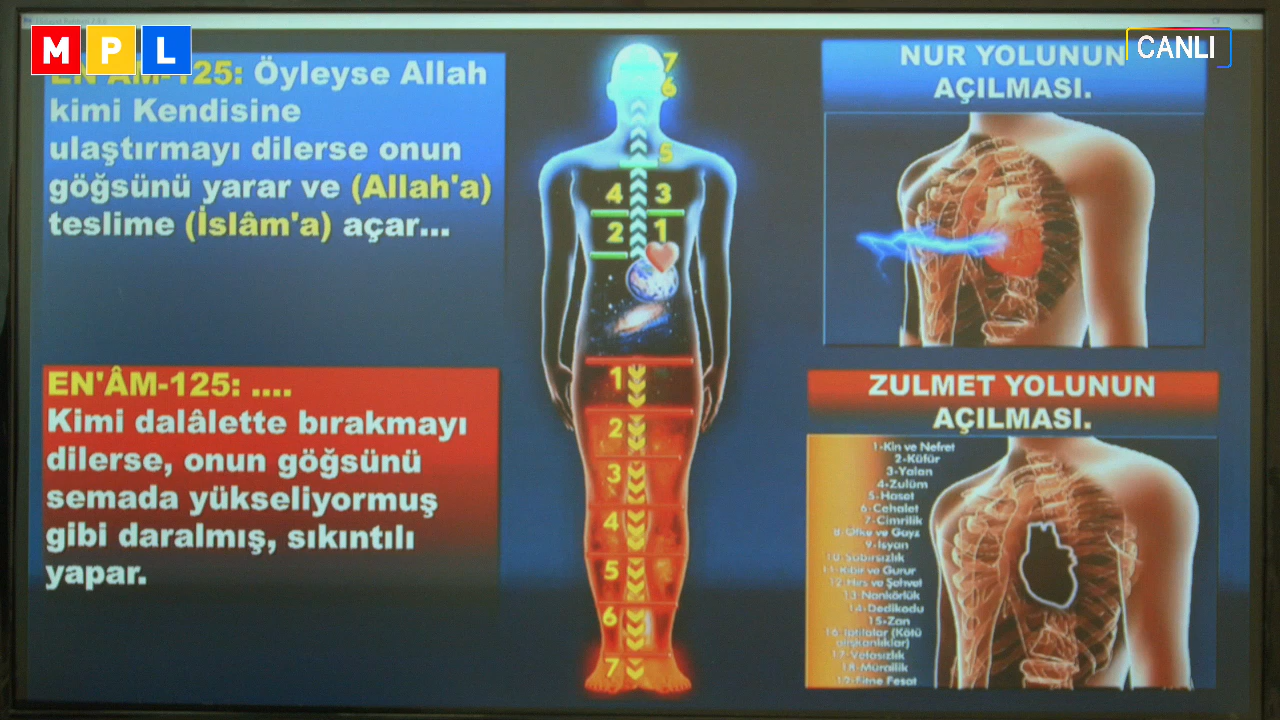 MPL
CANLI
EN'ÂM-125: Öyleyse Allah
kimi Kendisine
ulaştırmayı dilerse onun
göğsünü yarar ve (Allah'a)
teslime (İslâm'a) açar...
EN'ÂM-125: ....
Kimi dalâlette bırakmayı
dilerse, onun göğsünü
semada yükseliyormuş
gibi daralmış, sıkıntılı
yapar.
7
6
5
4 3
2 1
1
2
3
4
5
6
7
NUR YOLUNUN
AÇILMASI.
ZULMET YOLUNUN
AÇILMASI.
1-Kin ve Nefret
2-Küfür
3-Yalan
4-Zulüm
5-Haset
6-Cehalet
7-Cimrilik
8-Öfke ve Gayz
9-İsyan
10-Sabırsızlık
11-Kibir ve Gurur
12-Hırs ve Şehvet
13-Nankörlük
14-Dedikodu
15-Zan
16-İptilalar (Kötü
alışkanlıklar)
17-Vefasızlık
18-Mürailik
19-Fitne Fesat